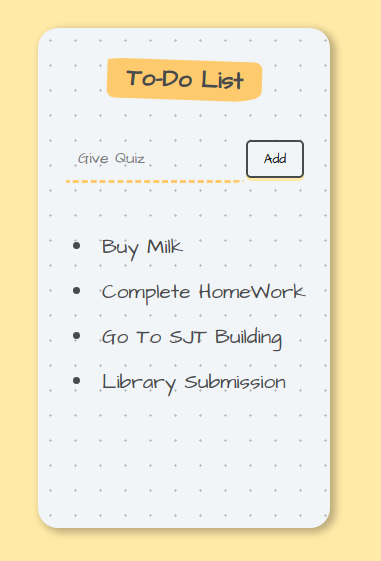 To-Do List
Give Quiz
Add
Buy Milk
Complete HomeWork
Go To SJT Building
Library Submission